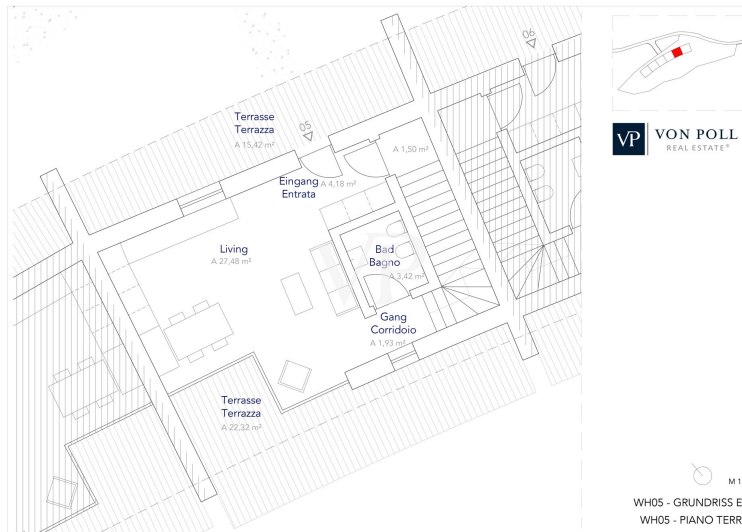 06
05
Terrasse
Terrazza
A 15,42 m²
A 1,50 m²
Eingang A 4,18 m²
Entrata
Living
A 27,48 m²
Bad
Bagno
A 3,42 m²
Gang
Corridoio
A 1,93 m²
Terrasse
Terrazza
A 22,32 m²
VP VON POLL
REAL ESTATE®
M 1
WH05 - GRUNDRISS E
WH05 - PIANO TERR